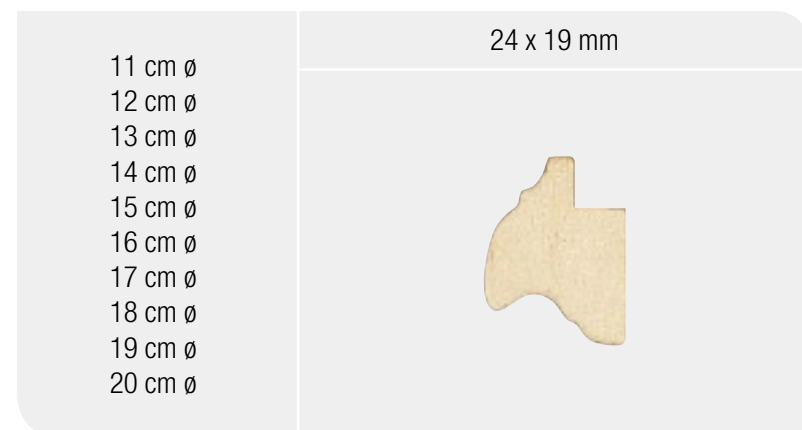 11 cm ø
12 cm ø
13 cm ø
14 cm ø
15 cm ø
16 cm ø
17 cm ø
18 cm ø
19 cm ø
20 cm ø
24 x 19 mm